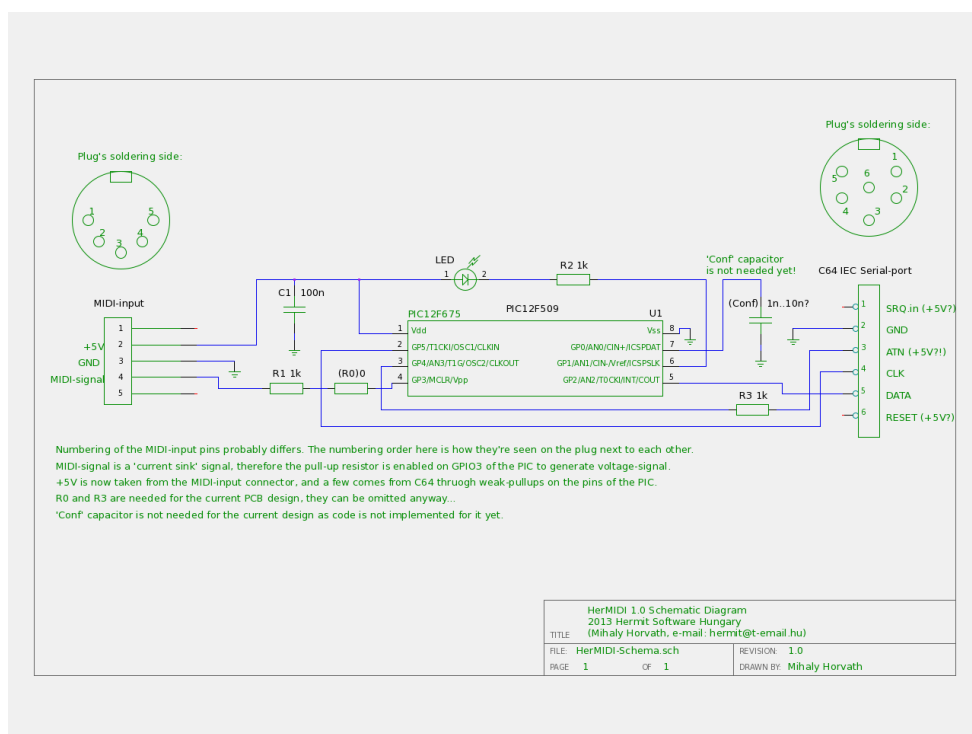 Plug's soldering side:
1
5
2
4
3
Plug's soldering side:
1
5
6
2
4
3
LED
1
2
R2 1k
'Conf' capacitor
is not needed yet!
C64 IEC Serial-port
C1
100n
MIDI-input
(Conf)
1n..10n?
PIC12F675
PIC12F509
U1
1
+5V
2
GND
3
MIDI-signal
4
5
R1 1k
(R0)0
1
Vdd
2
GP5/T1CKI/OSC1/CLKIN
3
GP4/AN3/T1G/OSC2/CLKOUT
4
GP3/MCLR/Vpp
Vss
8
GP0/AN0/CIN+/ICSPDAT
7
GP1/AN1/CIN-/Vref/ICSPSLK
6
GP2/AN2/T0CKI/INT/COUT
5
R3 1k
1
SRQ.in (+5V?)
2
GND
3
ATN (+5V?!)
4
CLK
5
DATA
6
RESET (+5V?)
Numbering of the MIDI-input pins probably differs. The numbering order here is how they're seen on the plug next to each other.
MIDI-signal is a 'current sink' signal, therefore the pull-up resistor is enabled on GPIO3 of the PIC to generate voltage-signal.
+5V is now taken from the MIDI-input connector, and a few comes from C64 thruogh weak-pullups on the pins of the PIC.
R0 and R3 are needed for the current PCB design, they can be omitted anyway...
'Conf' capacitor is not needed for the current design as code is not implemented for it yet.
HerMIDI 1.0 Schematic Diagram
2013 Hermit Software Hungary
TITLE (Mihaly Horvath, e-mail: hermit@t-email.hu)
FILE: HerMIDI-Schema.sch
REVISION: 1.0
PAGE 1 OF 1
DRAWN BY: Mihaly Horvath